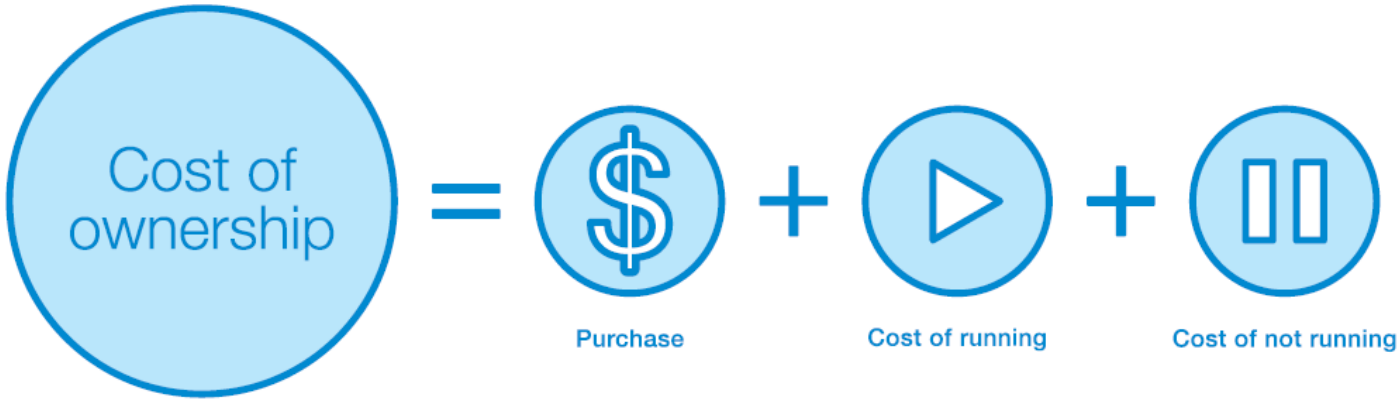 Cost of
ownership
=
$
+
+
Purchase
Cost of running
Cost of not running